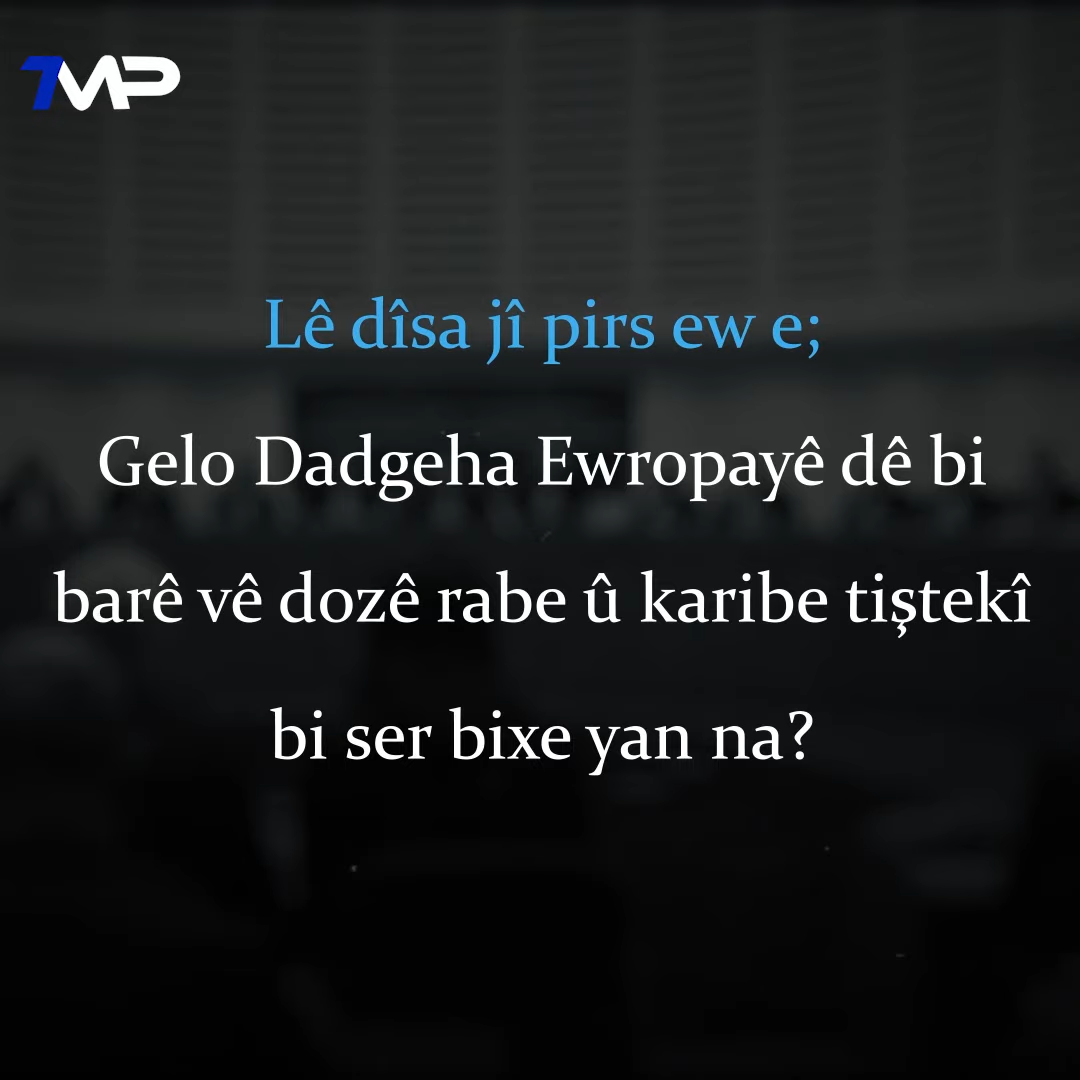 1MP
Lê dîsa jî pirs ew e;
Gelo Dadgeha Ewropayê dê bi
barê vê dozê rabe û karibe tiştekî
bi ser bixe yan na?